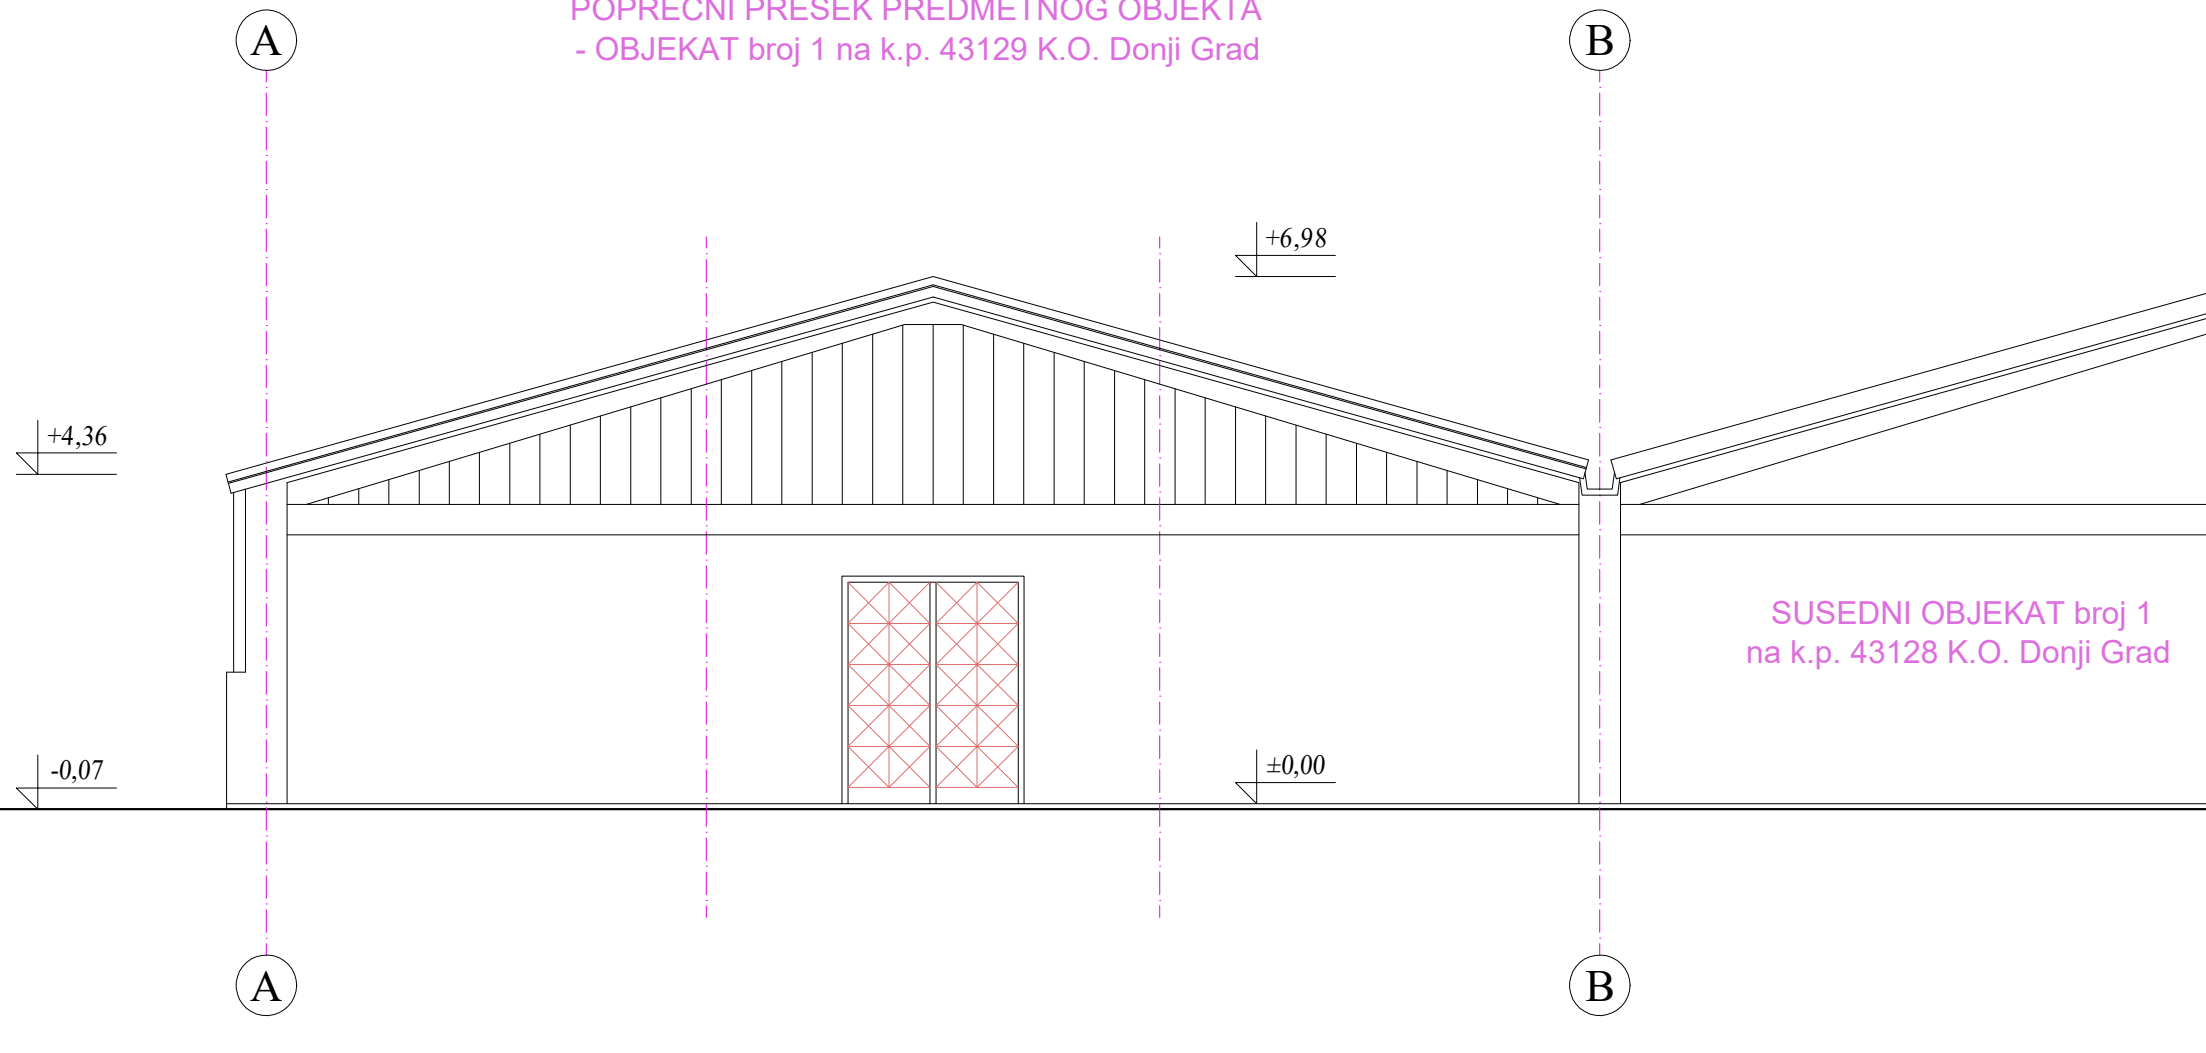 POPREČNI PRESEK PREDMETNOG OBJEKTA
- OBJEKAT broj 1 na k.p. 43129 K.O. Donji Grad
A
B
+6,98
+4,36
SUSEDNI OBJEKAT broj 1
na k.p. 43128 K.O. Donji Grad
-0,07
±0,00
A
B